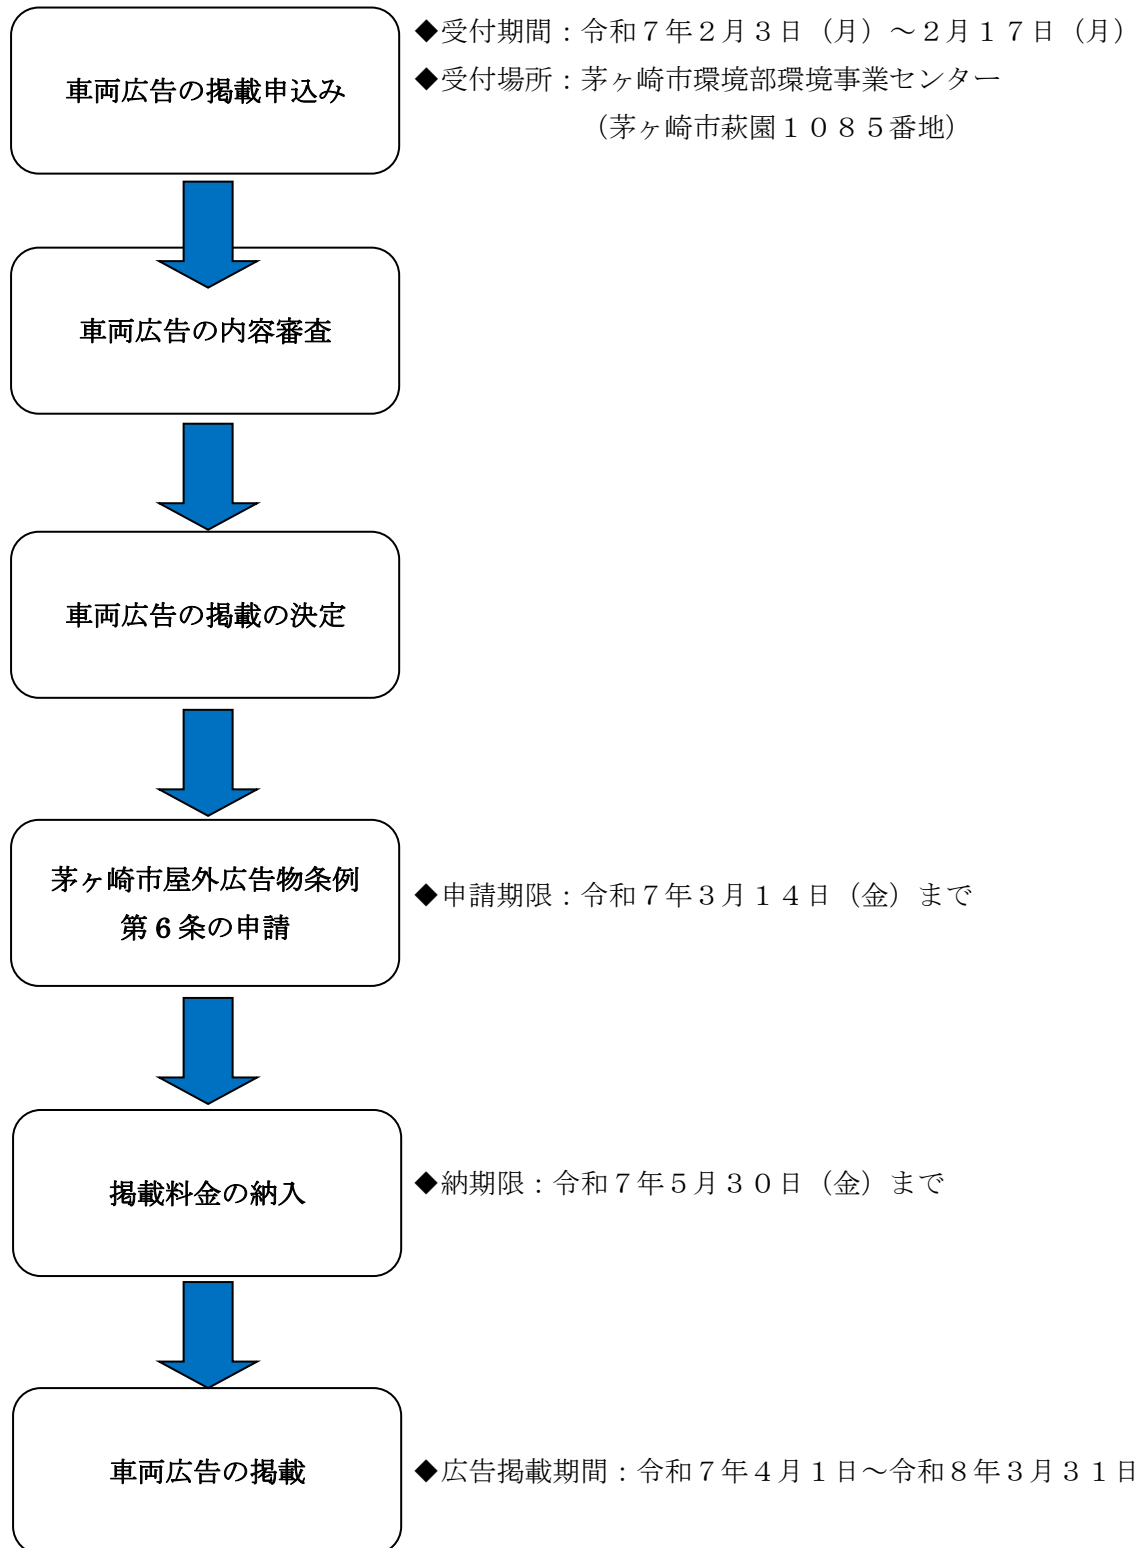 車両広告の掲載申込み
◆受付期間：令和７年２月３日（月）～２月１７日（月）
◆受付場所：茅ヶ崎市環境部環境事業センター
（茅ヶ崎市萩園１０８５番地）
車両広告の内容審査
車両広告の掲載の決定
茅ヶ崎市屋外広告物条例
第６条の申請
◆申請期限：令和７年３月１４日（金）まで
掲載料金の納入
◆納期限：令和７年５月３０日（金）まで
車両広告の掲載
◆広告掲載期間：令和７年４月１日～令和８年３月３１日